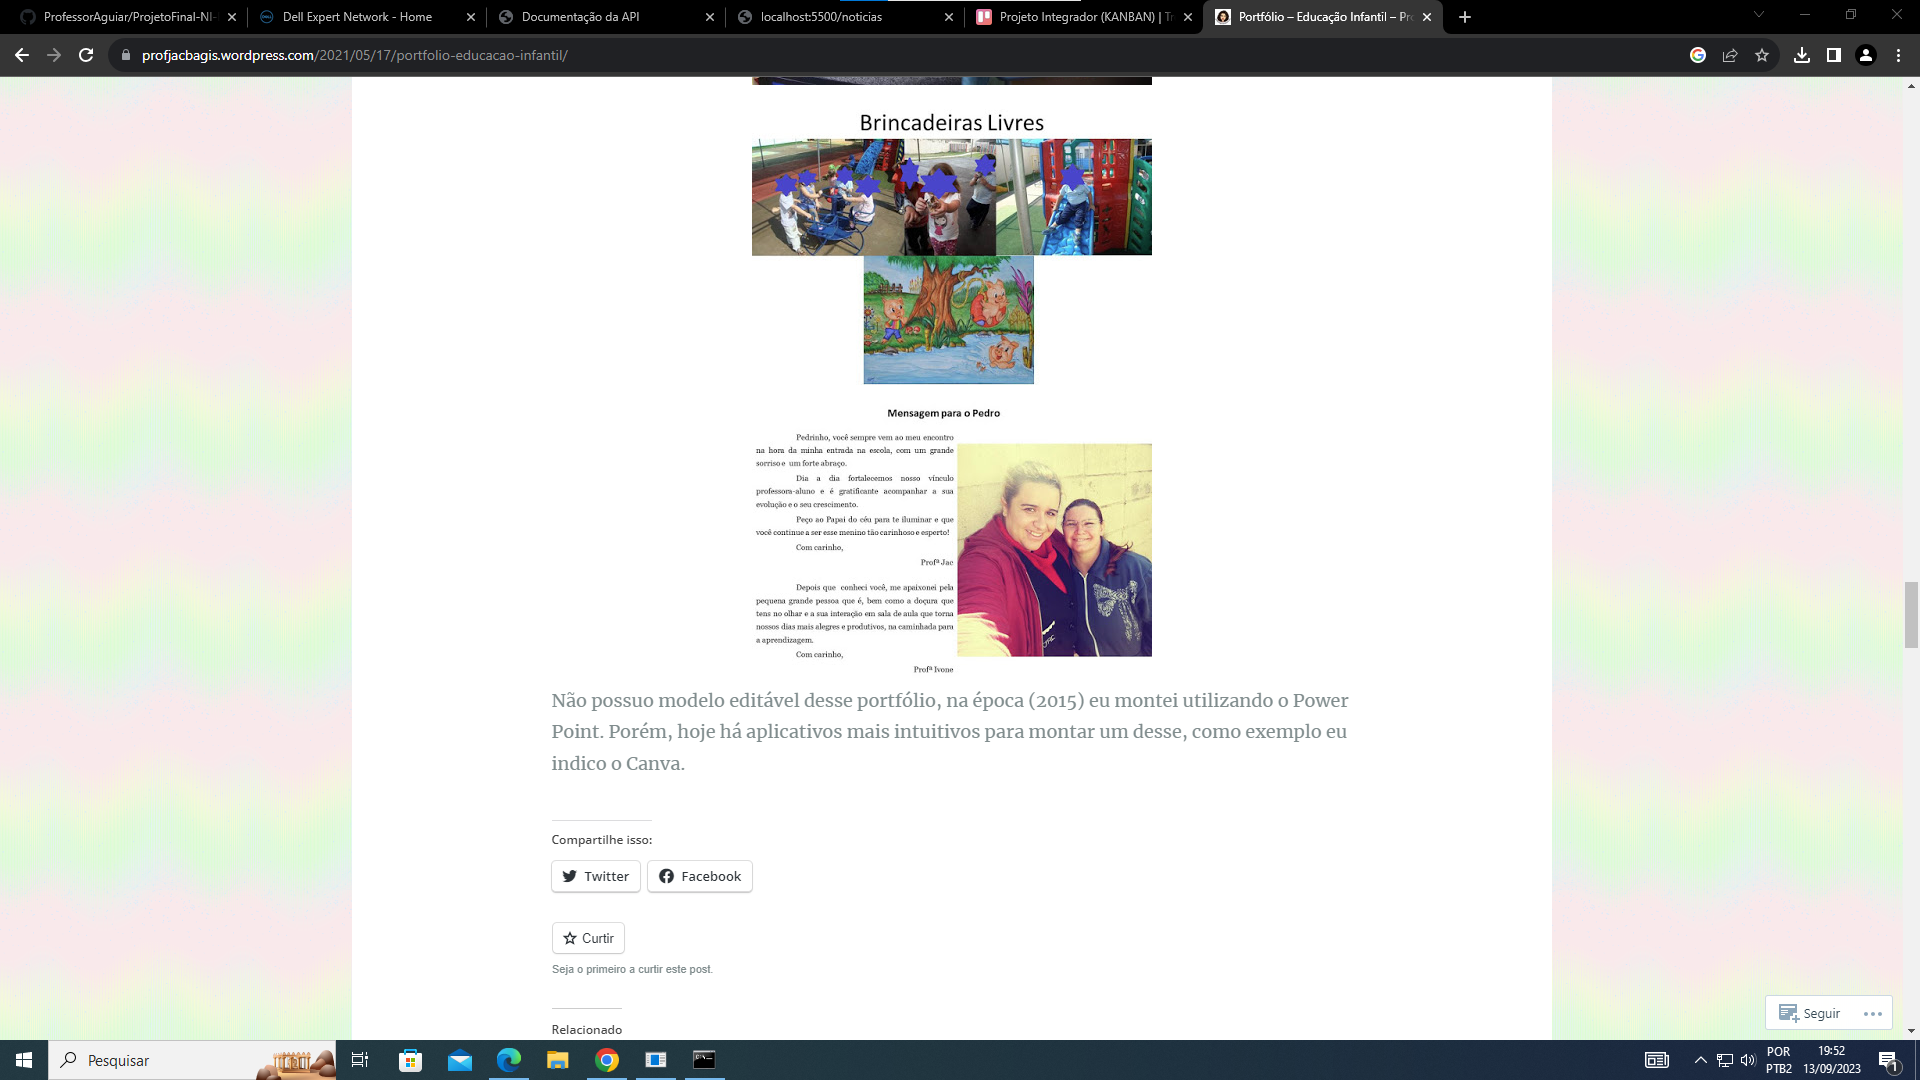 ProfessorAguiar/ProjetoFinal-NI-
Dell Expert Network - Home
Documentação da API
localhost:5500/noticias
Projeto Integrador (KANBAN) | Tr
Portfólio – Educação Infantil – Pro
profjacbagis.wordpress.com/2021/05/17/portfolio-educacao-infantil/
Brincadeiras Livres
Mensagem para o Pedro
Pedrinho, você sempre vem ao meu encontro
na hora da minha entrada na escola, com um grande
sorriso e um forte abraço.
Dia a dia fortalecemos nosso vínculo
professora-aluno e é gratificante acompanhar a sua
evolução e o seu crescimento.
Peço ao Papai do céu para te iluminar e que
você continue a ser esse menino tão carinhoso e esperto!
Com carinho,
Profª Jac
Depois que conheci você, me apaixonei pela
pequena grande pessoa que é, bem como a doçura que
tens no olhar e a sua interação em sala de aula que torna
nossos dias mais alegres e produtivos, na caminhada para
a aprendizagem.
Com carinho,
Profª Ivone
Não possuo modelo editável desse portfólio, na época (2015) eu montei utilizando o Power
Point. Porém, hoje há aplicativos mais intuitivos para montar um desse, como exemplo eu
indico o Canva.
Compartilhe isso:
Twitter
Facebook
Curtir
Seja o primeiro a curtir este post.
Relacionado
Seguir
Pesquisar
POR
PTB2
19:52
13/09/2023
1